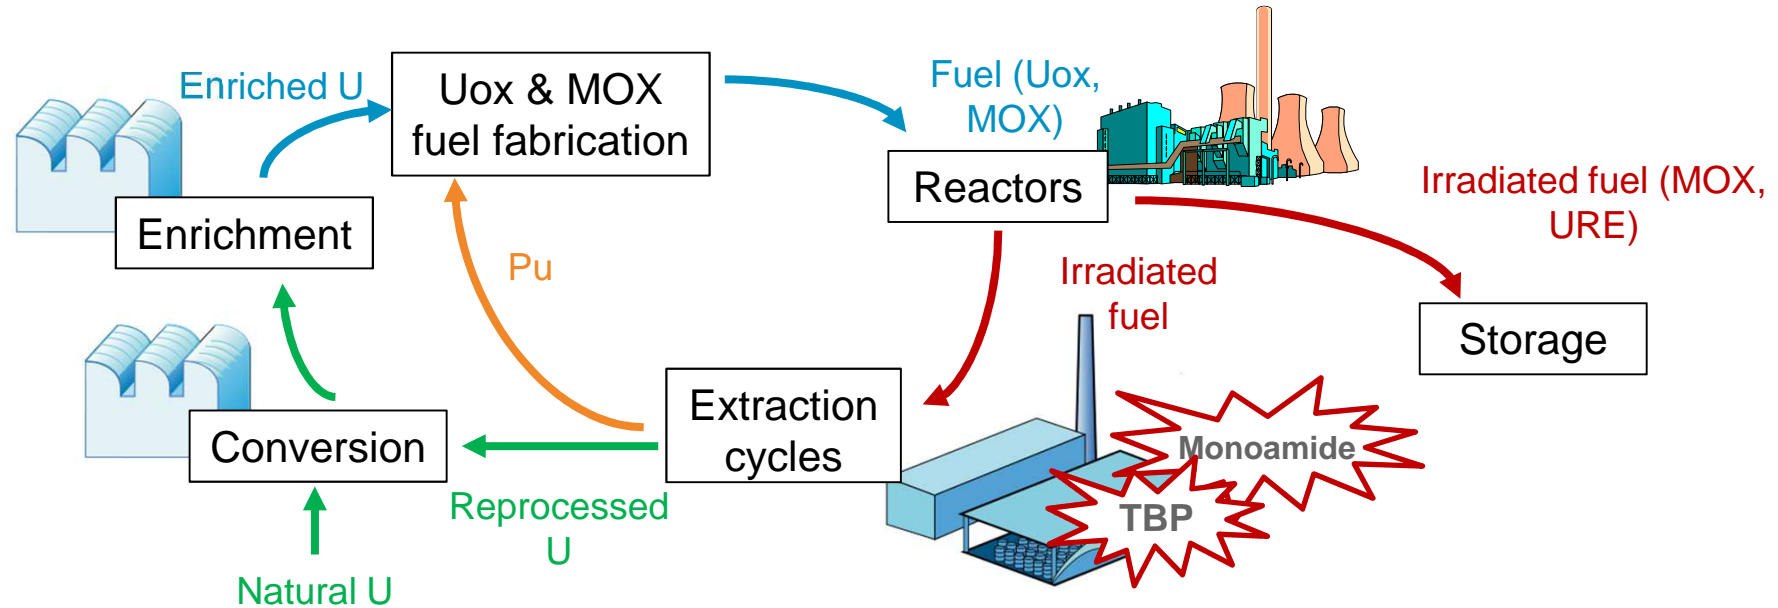 Enriched U
Uox & MOX
fuel fabrication
Fuel (Uox,
MOX)
Reactors
Irradiated fuel (MOX,
URE)
Enrichment
Pu
Irradiated
fuel
Storage
Extraction
cycles
Conversion
Monoamide
TBP
Reprocessed
U
Natural U